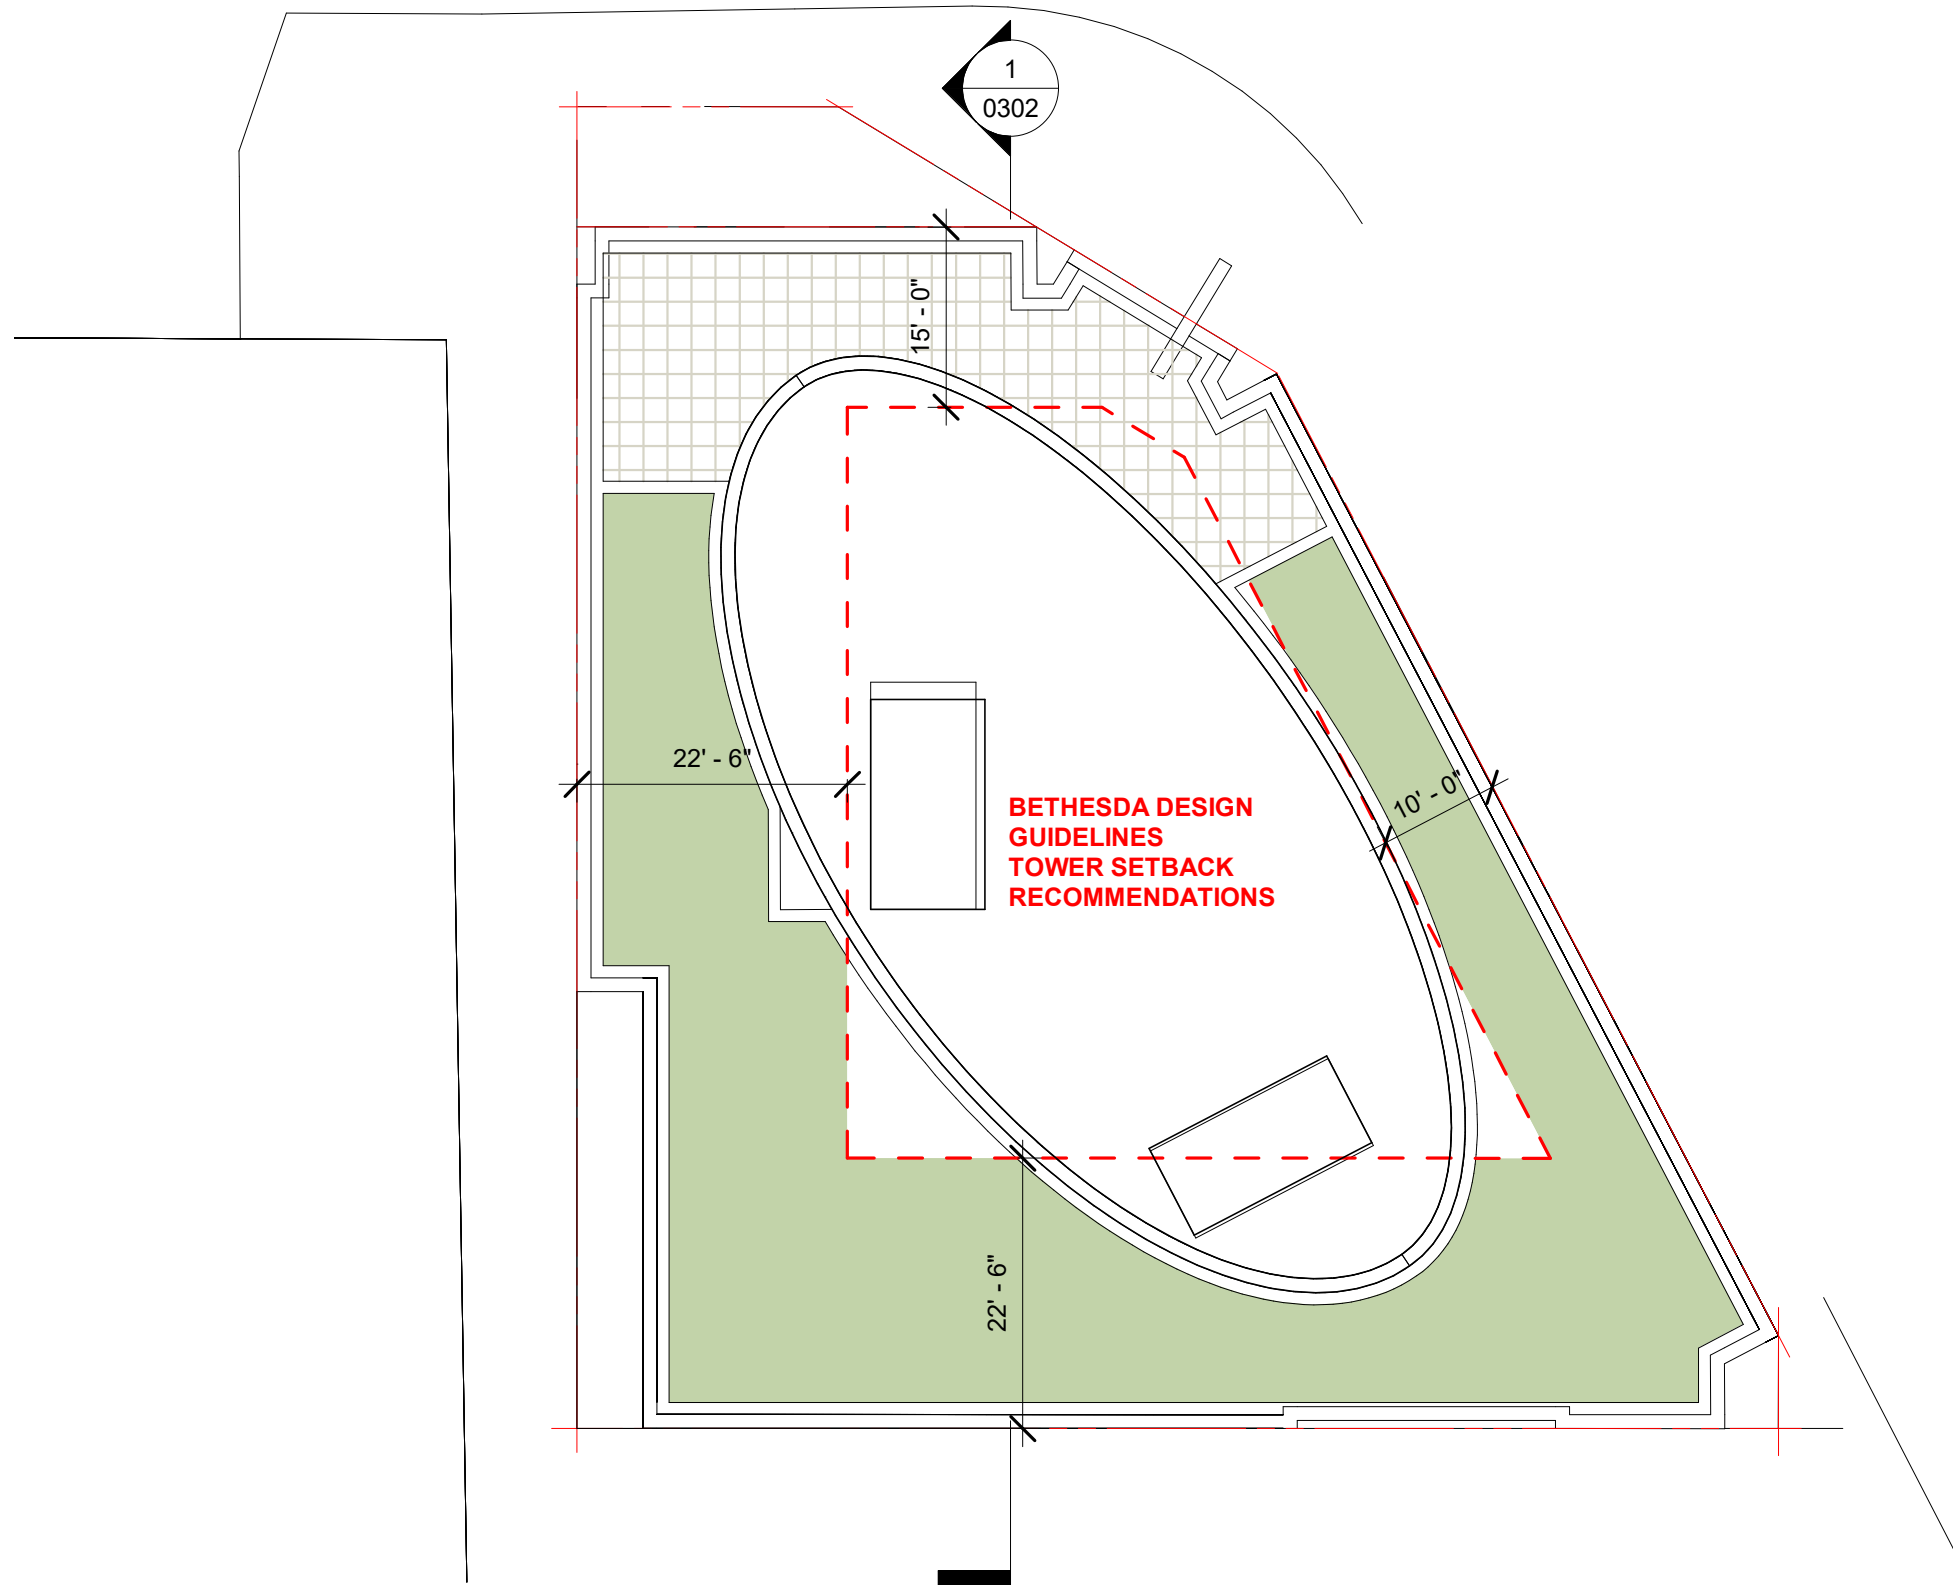 1
0302
15' - 0"
22' - 6"
BETHESDA DESIGN
GUIDELINES
TOWER SETBACK
RECOMMENDATIONS
10' - 0"
22' - 6"